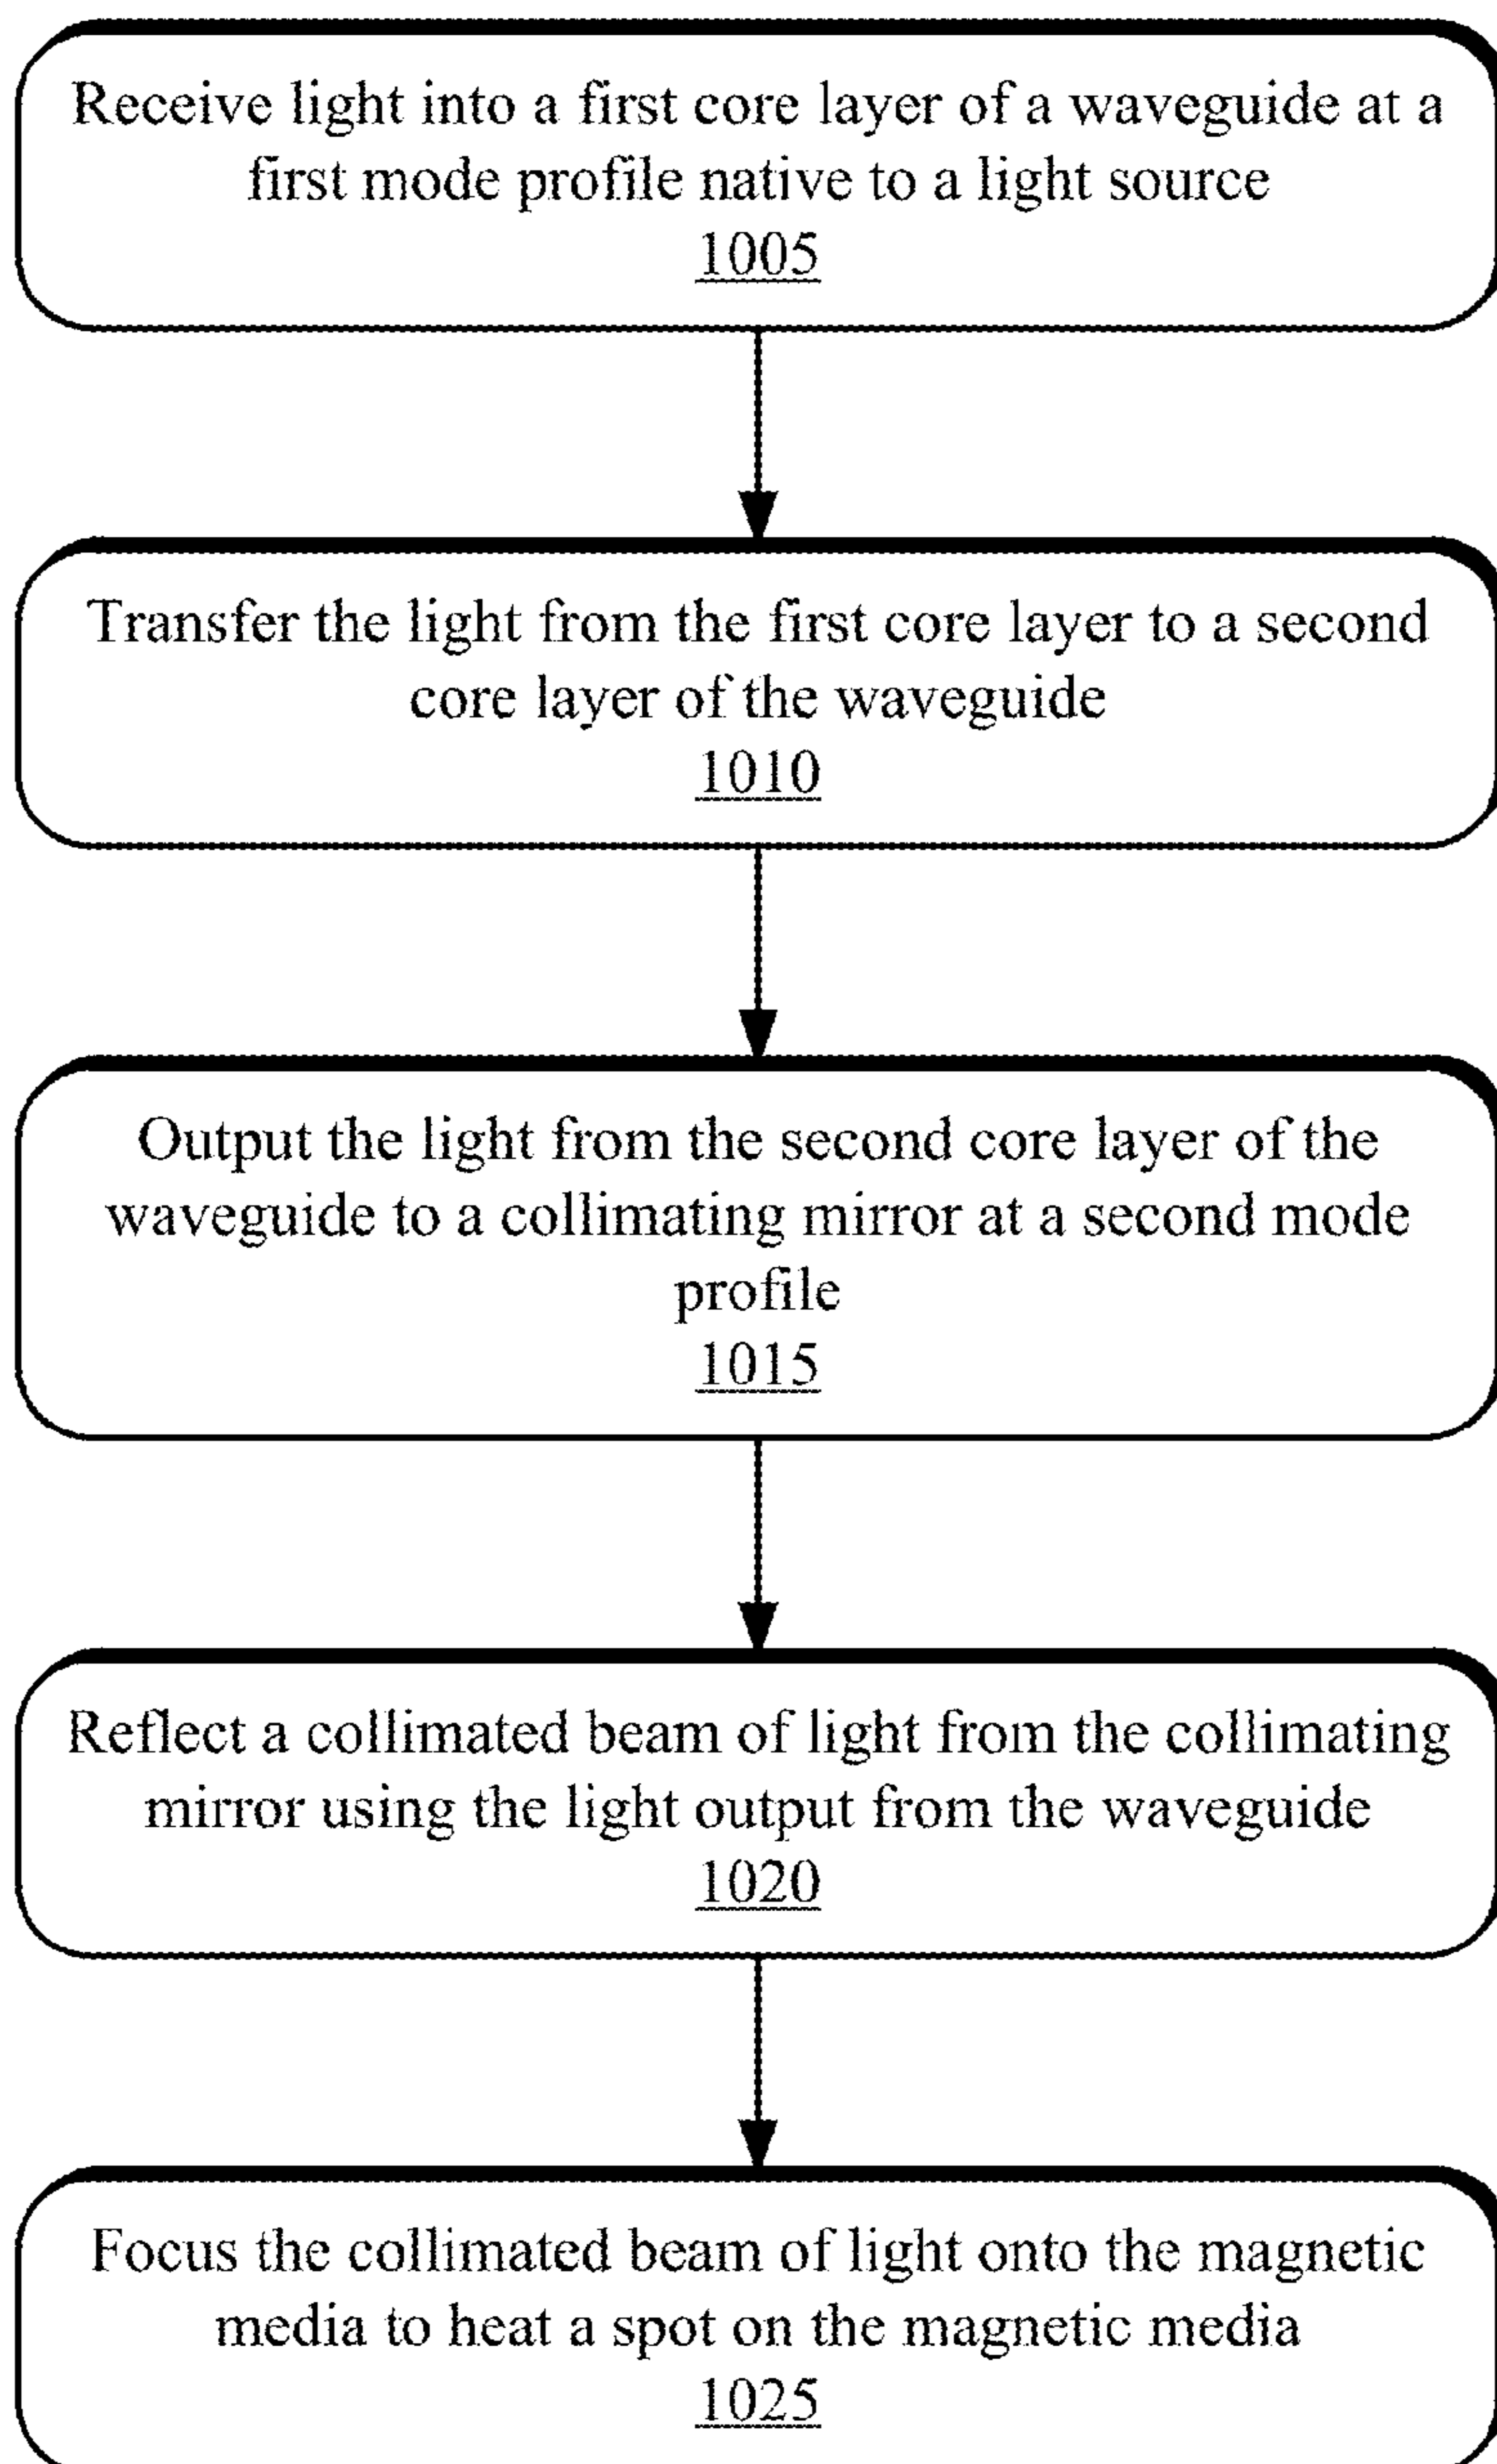 Receive light into a first core layer of a waveguide at a
first mode profile native to a light source
1005
Transfer the light from the first core layer to a second
core layer of the waveguide
1010
Output the light from the second core layer of the
waveguide to a collimating mirror at a second mode
profile
1015
Reflect a collimated beam of light from the collimating
mirror using the light output from the waveguide
1020
Focus the collimated beam of light onto the magnetic
media to heat a spot on the magnetic media
1025